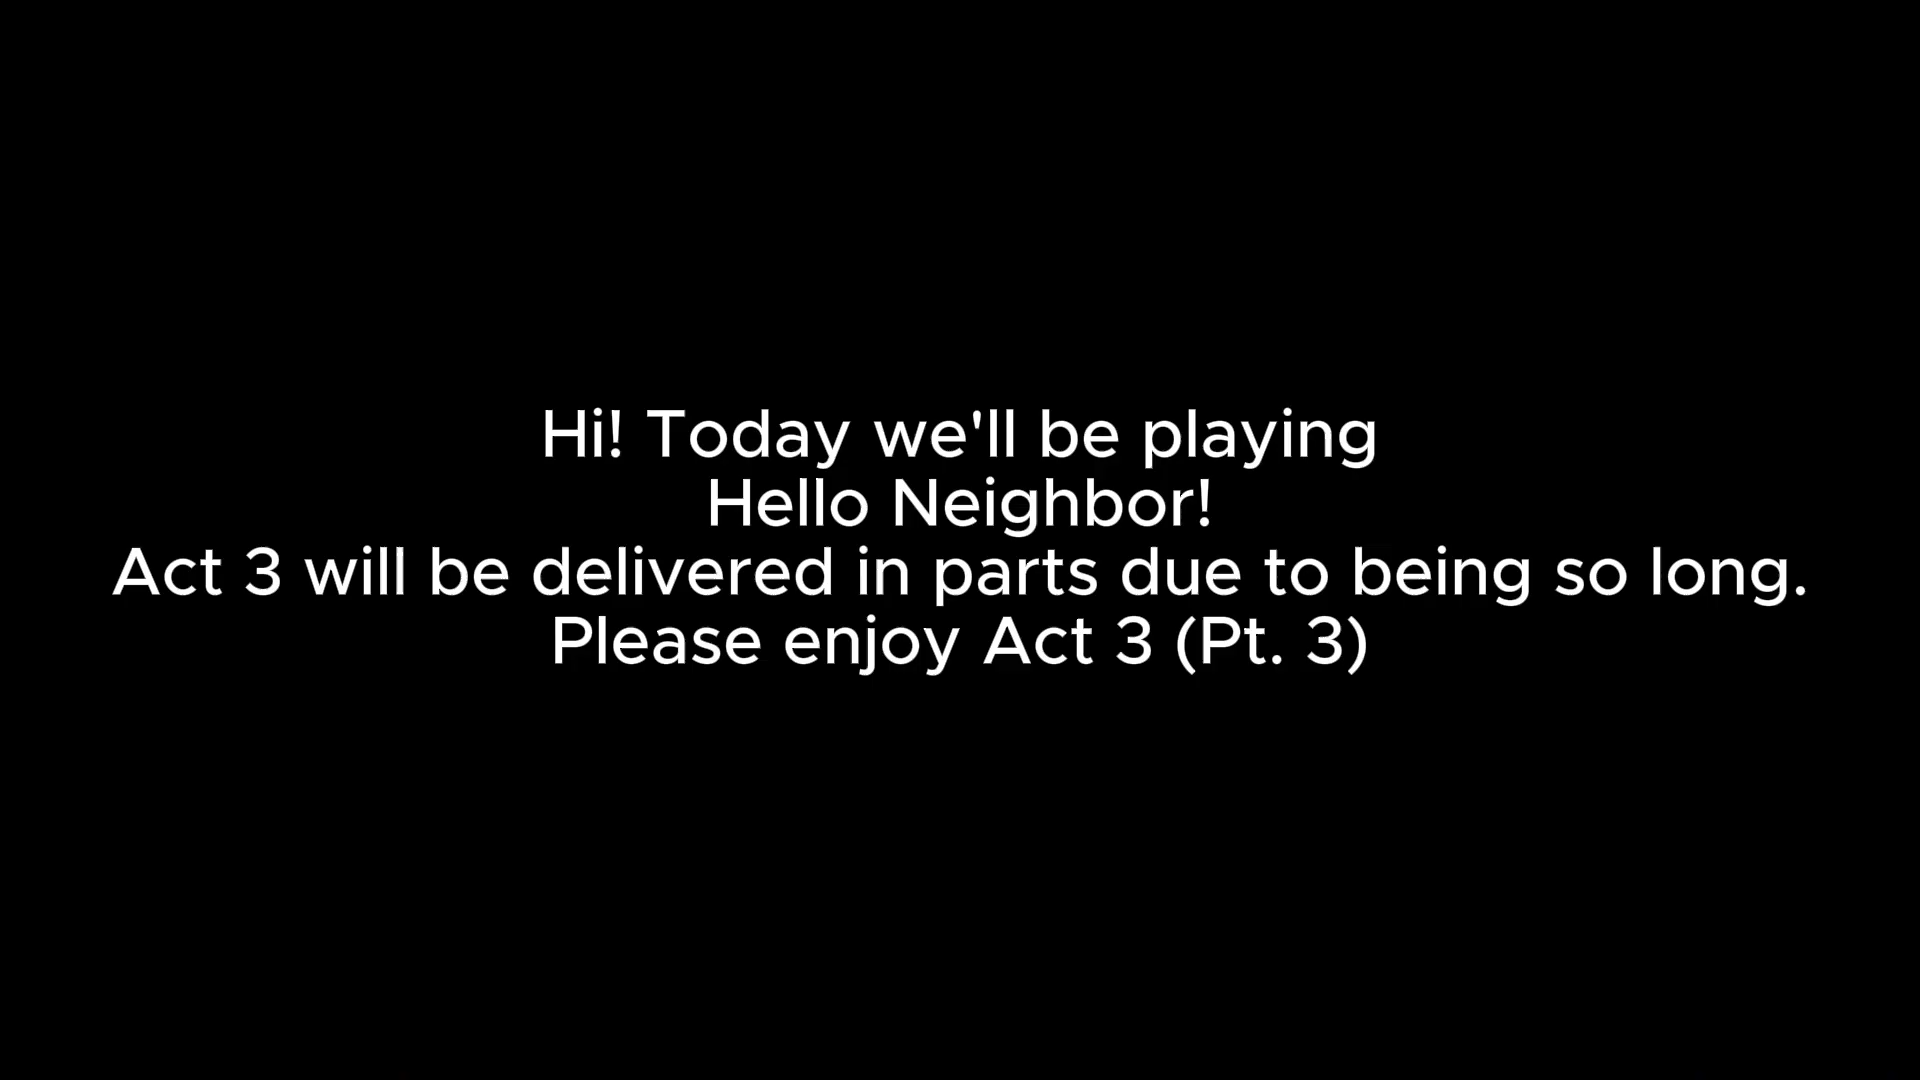 Hi! Today we'll be playing
Hello Neighbor!
Act 3 will be delivered in parts due to being so long.
Please enjoy Act 3 (Pt. 3)